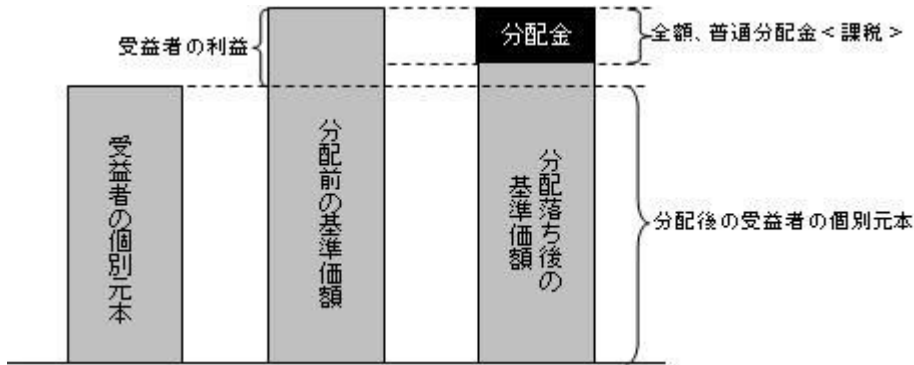 受益者の利益
分配金
全額、普通分配金＜課税＞
受益者の個別元本
分配前の基準価額
分配落ち後の
基準価額
分配後の受益者の個別元本